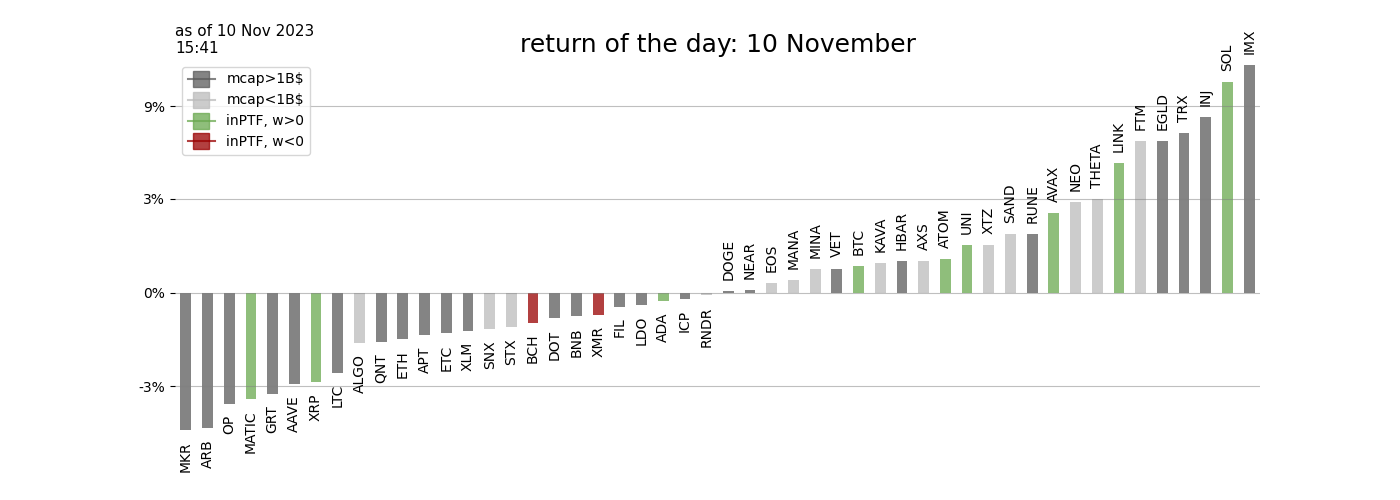 as of 10 Nov 2023
15:41
return of the day: 10 November
mcap>1B$
mcap<1B$
inPTF, w>0
inPTF, w<0
9%
3%
0%
-3%
MKR
ARB
OP
MATIC
GRT
AAVE
XRP
LTC
ALGO
QNT
ETH
APT
ETC
XLM
SNX
STX
BCH
DOT
BNB
XMR
FIL
LDO
ADA
ICP
RNDR
DOGE
NEAR
EOS
MANA
MINA
VET
BTC
KAVA
HBAR
AXS
ATOM
UNI
XTZ
SAND
RUNE
AVAX
NEO
THETA
LINK
FTM
EGLD
TRX
INJ
SOL
IMX